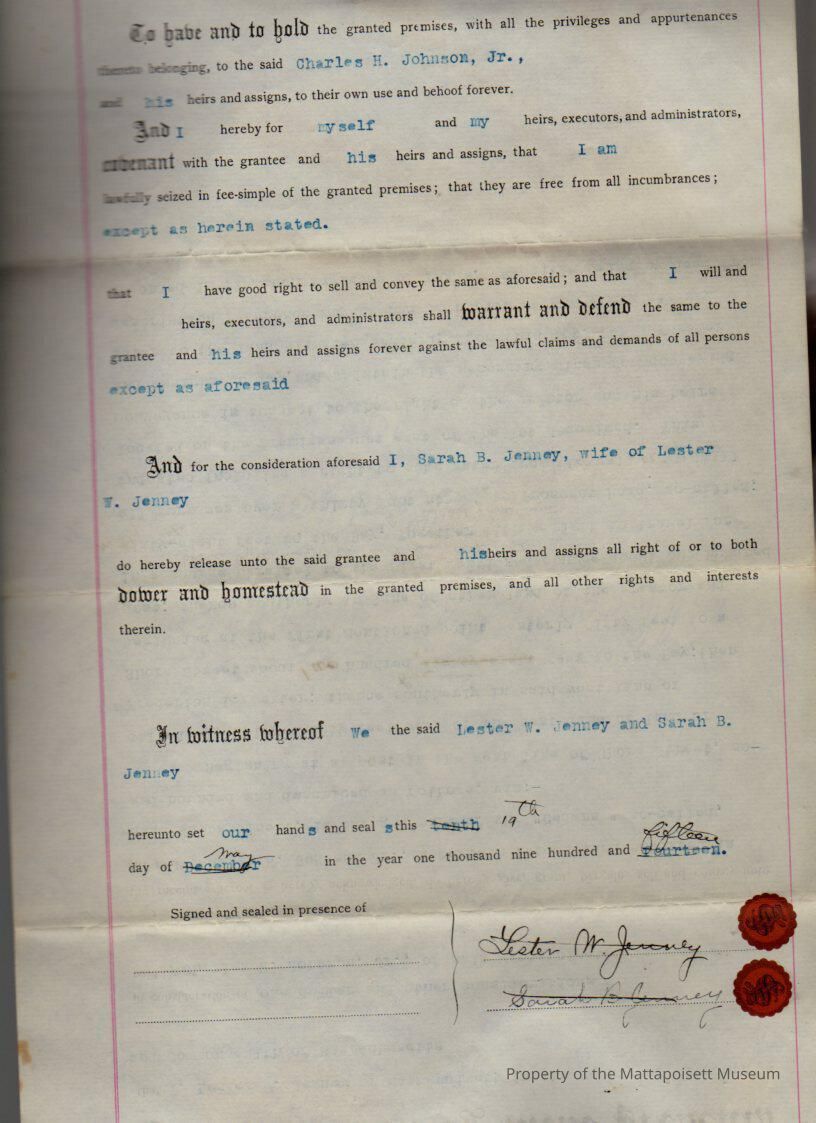 To have and to hold the granted premises, with all the privileges and appurtenances
thereto belonging, to the said Charles H. Johnson, Jr.,
and his heirs and assigns, to their own use and behoof forever.
And I hereby for myself and my heirs, executors, and administrators,
covenant with the grantee and his heirs and assigns, that I am
lawfully seized in fee-simple of the granted premises; that they are free from all incumbrances;
except as herein stated.
that I have good right to sell and convey the same as aforesaid; and that I will and
heirs, executors, and administrators shall warrant and defend the same to the
grantee and his heirs and assigns forever against the lawful claims and demands of all persons
except as aforesaid
And for the consideration aforesaid I, Sarah B. Jenney, wife of Lester
W. Jenney
do hereby release unto the said grantee and hisheirs and assigns all right of or to both
dower and homestead in the granted premises, and all other rights and interests
therein.
In witness whereof We the said Lester W. Jenney and Sarah B.
Jenney
hereunto set our hands and seal sthis tenth 19th
day of December May in the year one thousand nine hundred and fourteen. fifteen
Signed and sealed in presence of
Lester W. Jenney
Sarah B. Jenney
Property of the Mattapoisett Museum